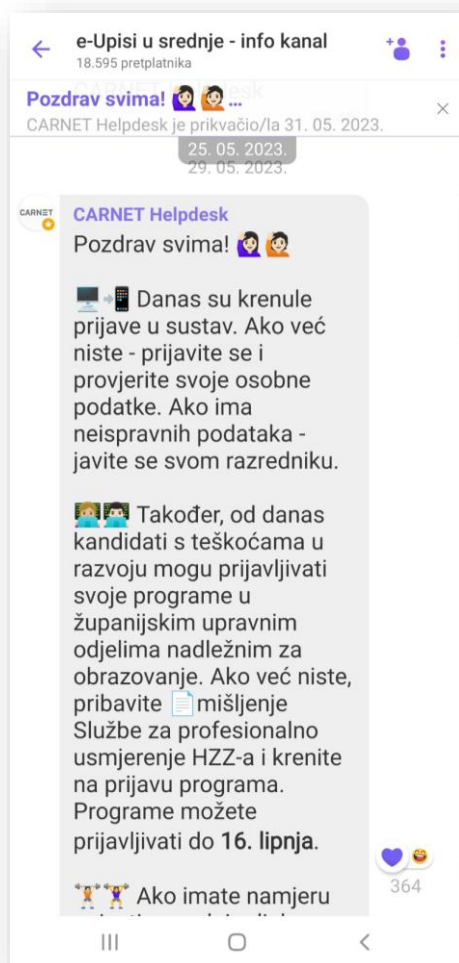 e-Upisi u srednje - info kanal
18.595 pretplatnika
Pozdrav svima! 🙋🏻‍♀️ 🙋🏻 ...
CARNET Helpdesk je prikvačio/la 31. 05. 2023.
25. 05. 2023.
29. 05. 2023.
CARNET
CARNET Helpdesk
Pozdrav svima! 🙋🏻‍♀️ 🙋🏻
🖥️📲 Danas su krenule
prijave u sustav. Ako već
niste - prijavite se i
provjerite svoje osobne
podatke. Ako ima
neispravnih podataka -
javite se svom razredniku.
👩🏼‍💻👨🏻‍💻 Također, od danas
kandidati s teškoćama u
razvoju mogu prijavljivati
svoje programe u
županijskim upravnim
odjelima nadležnim za
obrazovanje. Ako već niste,
pribavite 📄mišljenje
Službe za profesionalno
usmjerenje HZZ-a i krenite
na prijavu programa.
Programe možete
prijavljivati do 16. lipnja.
364
🏋🏻🏋🏼‍♀️ Ako imate namjeru